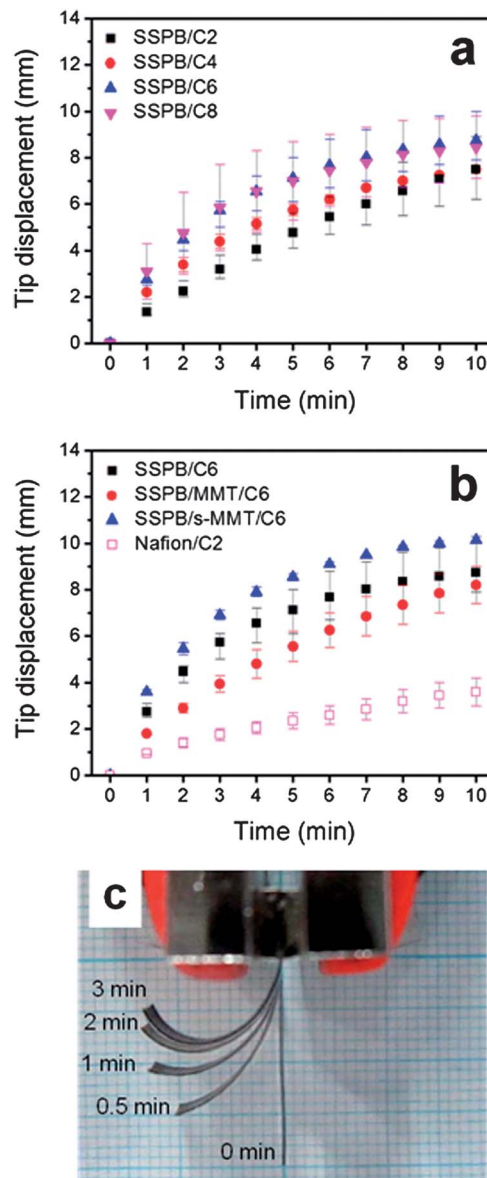 a
SSPB/C2
SSPB/C4
SSPB/C6
SSPB/C8
14
12
10
8
6
4
2
0
Tip displacement (mm)
0 1 2 3 4 5 6 7 8 9 10
Time (min)
b
SSPB/C6
SSPB/MMT/C6
SSPB/s-MMT/C6
Nafion/C2
14
12
10
8
6
4
2
0
Tip displacement (mm)
0 1 2 3 4 5 6 7 8 9 10
Time (min)
c
3 min
2 min
1 min
0.5 min
0 min